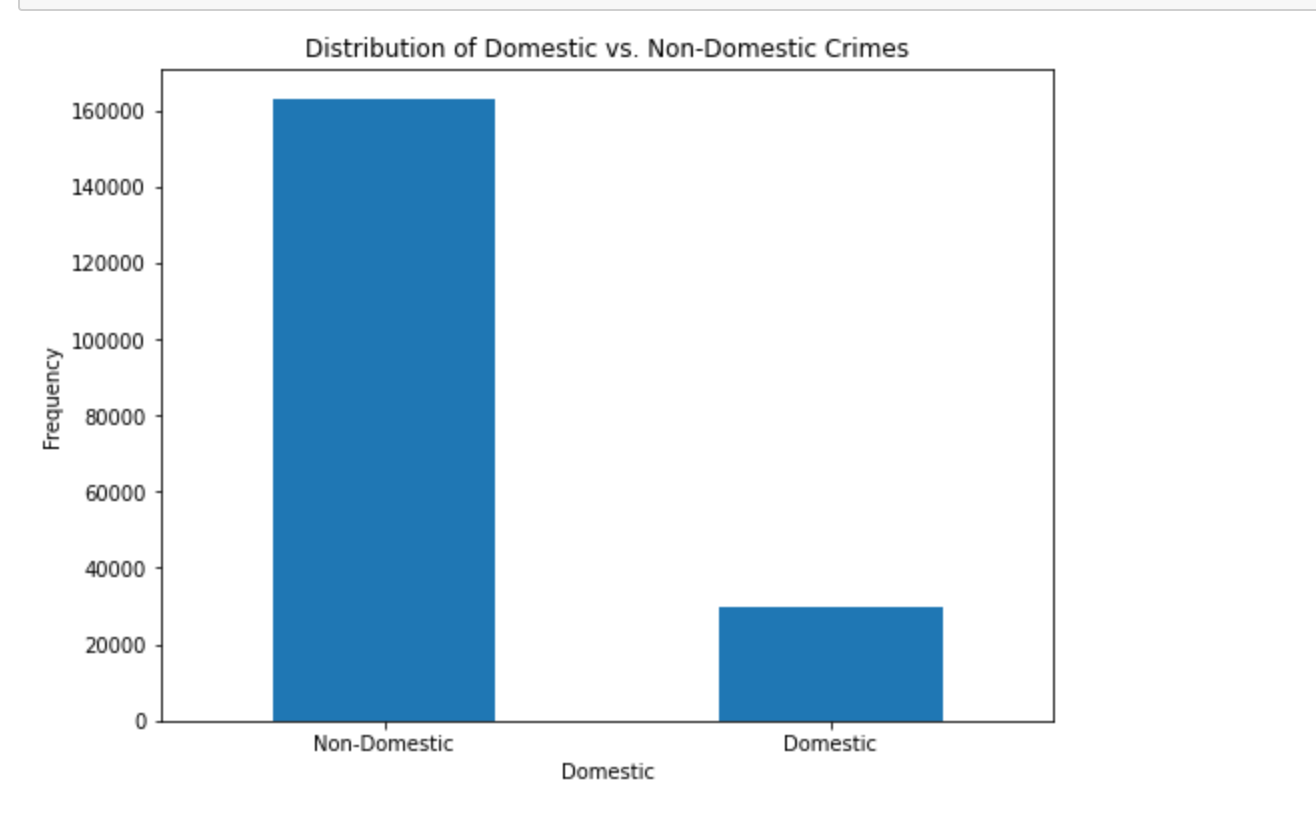 Distribution of Domestic vs. Non-Domestic Crimes
160000
140000
120000
100000
80000
60000
40000
20000
0
Frequency
Non-Domestic Domestic
Domestic